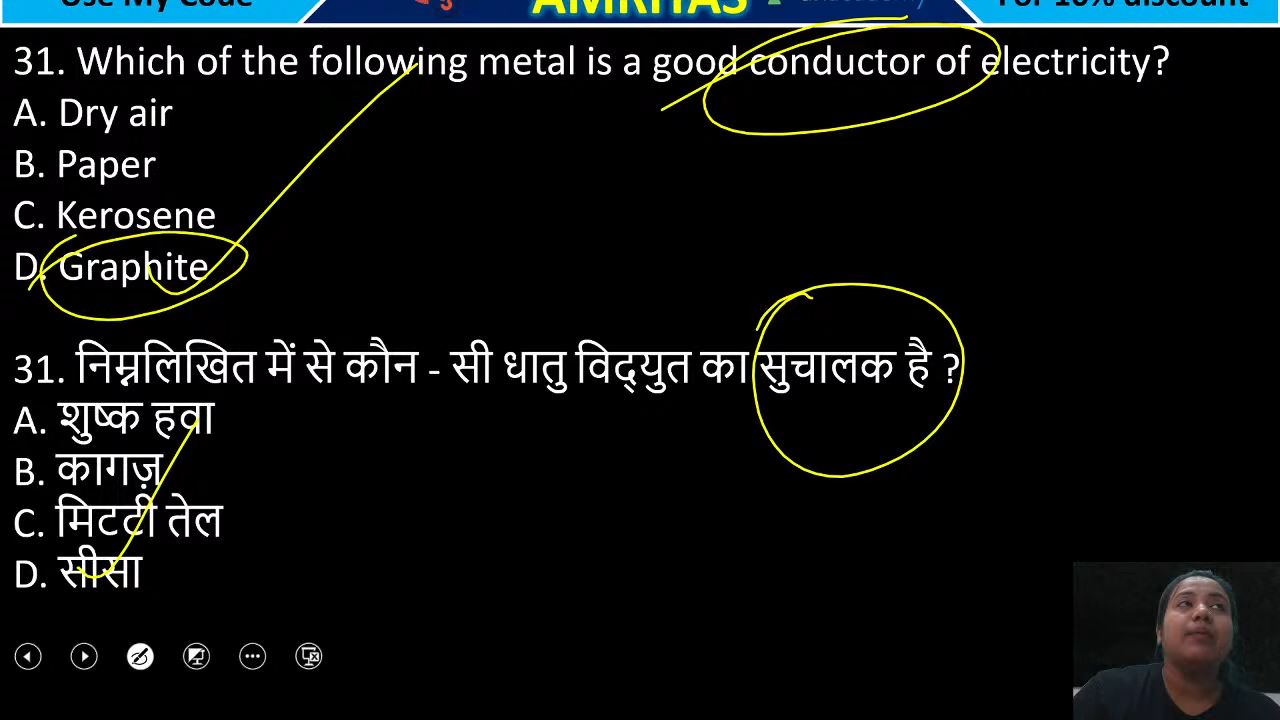 Use My Code
AMRITAS
For 10% discount
31. Which of the following metal is a good conductor of electricity?
A. Dry air
B. Paper
C. Kerosene
D. Graphite
31. निम्नलिखित में से कौन - सी धातु विद्युत का सुचालक है ?
A. शुष्क हवा
B. कागज़
C. मिटटी तेल
D. सीसा